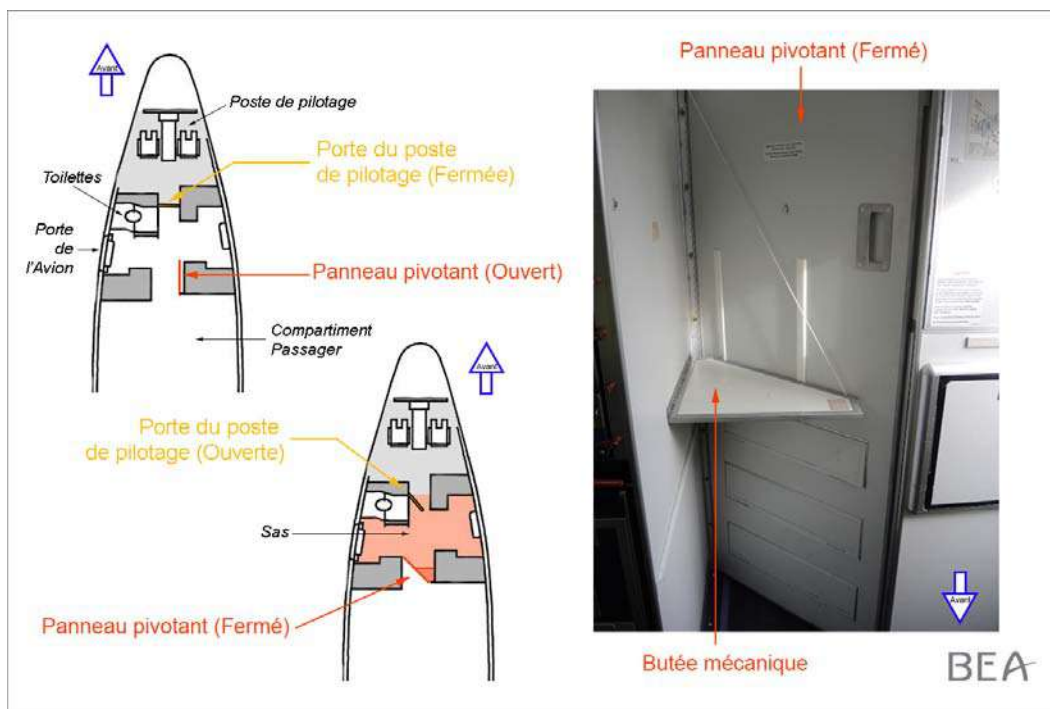 Avant
Poste de pilotage
Porte du poste
de pilotage (Fermée)
Toilettes
Porte
de
l'Avion
Panneau pivotant (Ouvert)
Compartiment
Passager
Avant
Porte du poste
de pilotage (Ouverte)
Sas
Panneau pivotant (Fermé)
Panneau pivotant (Fermé)
Avant
Butée mécanique
BEA